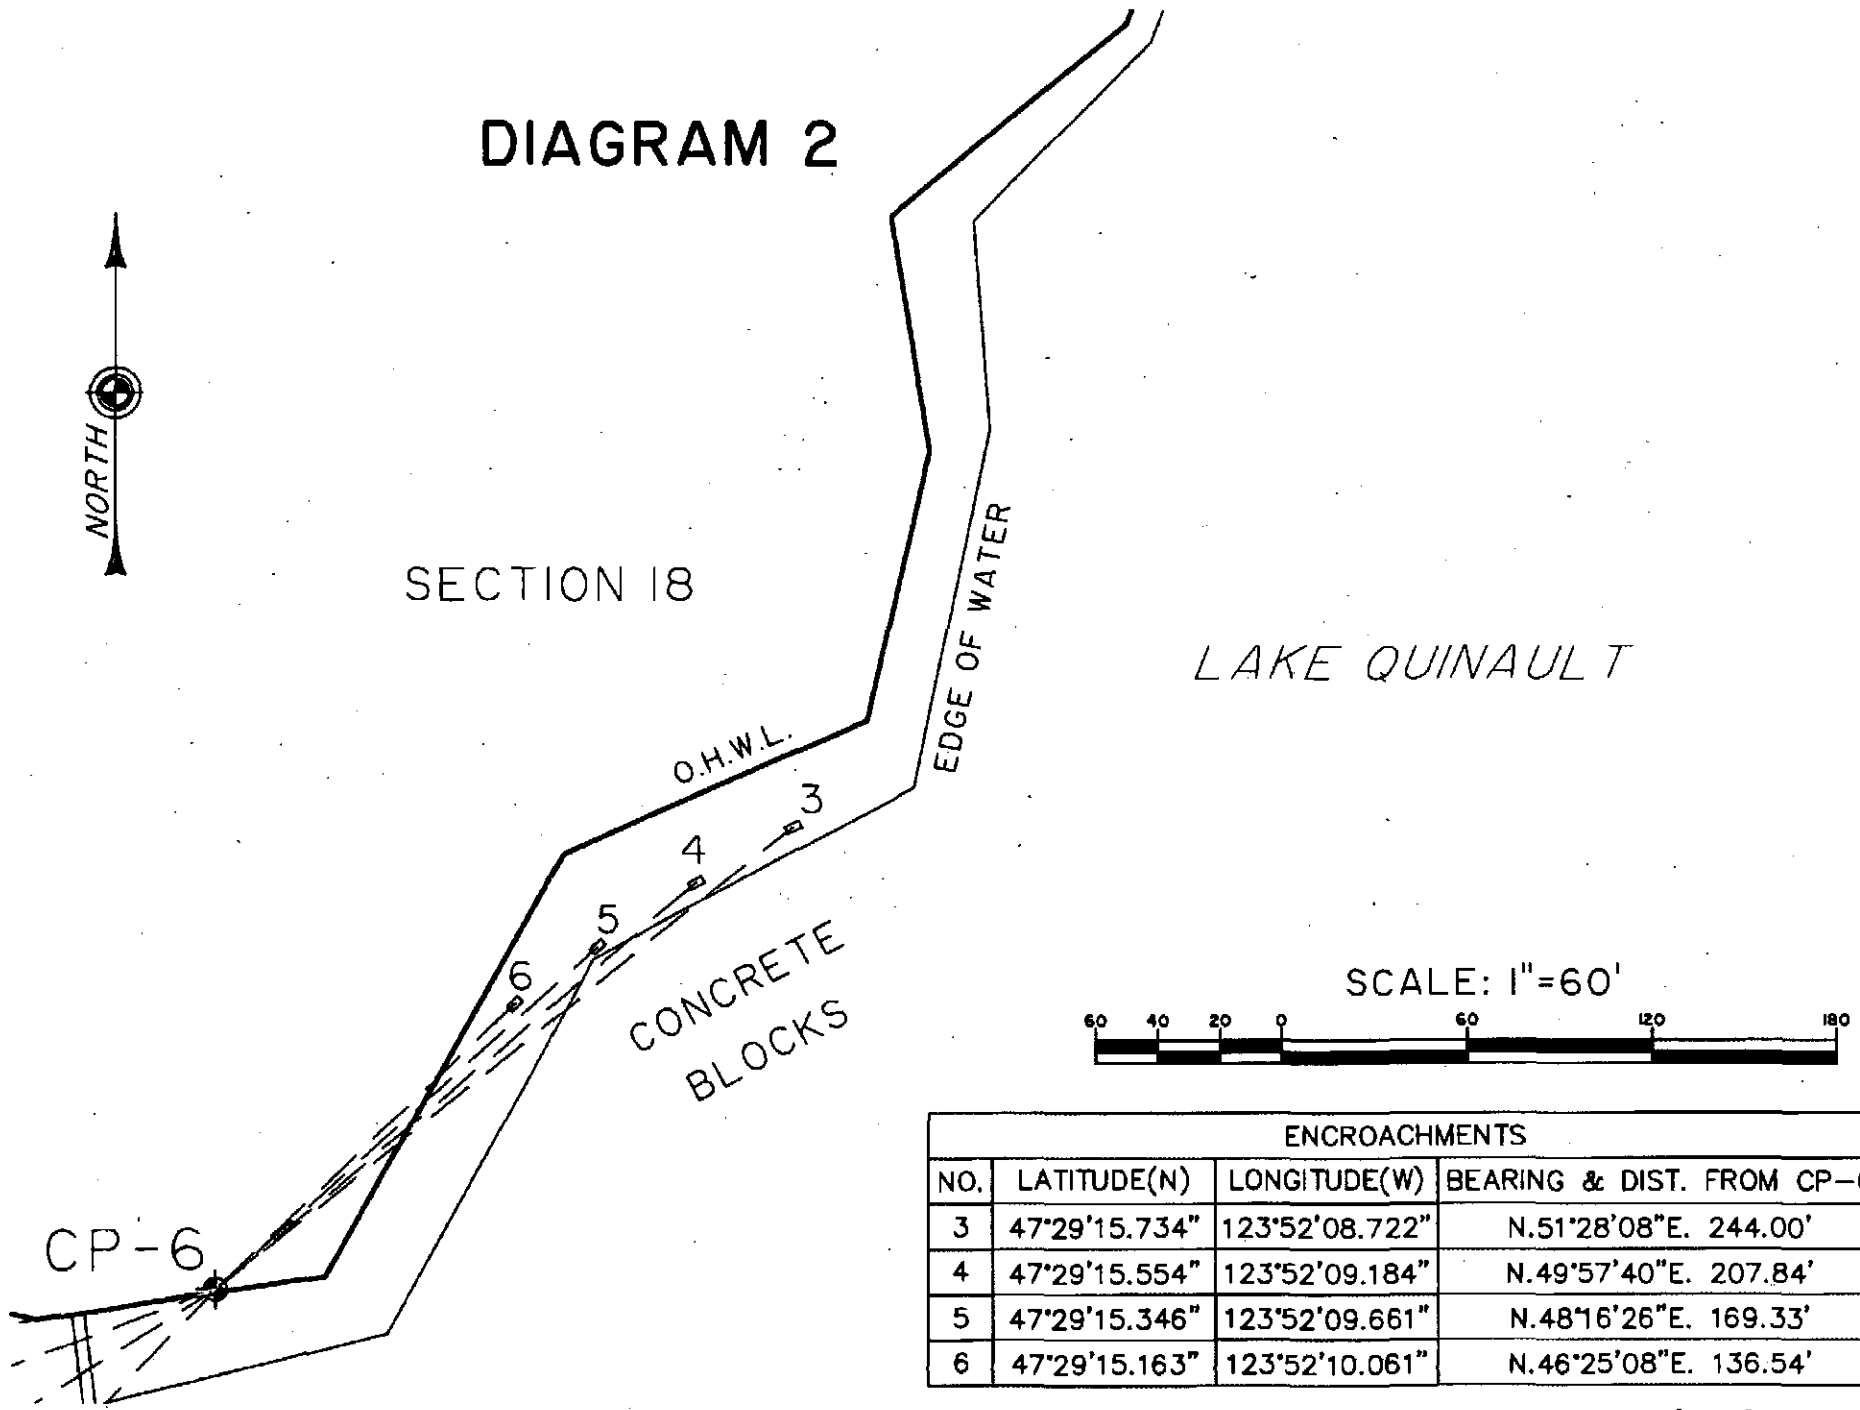 DIAGRAM 2
NORTH
SECTION 18
EDGE OF WATER
LAKE QUINAULT
O.H.W.L.
3
4
5
6
CONCRETE
BLOCKS
CP-6
SCALE: 1"=60'
60 40 20 0 60 120 180
ENCROACHMENTS
NO. LATITUDE(N) LONGITUDE(W) BEARING & DIST. FROM
3 47°29'15.734" 123°52'08.722" N.51°28'08"E. 244.00'
4 47°29'15.554" 123°52'09.184" N.49°57'40"E. 207.84'
5 47°29'15.346" 123°52'09.661" N.48°16'26"E. 169.33'
6 47°29'15.163" 123°52'10.061" N.46°25'08"E. 136.54'